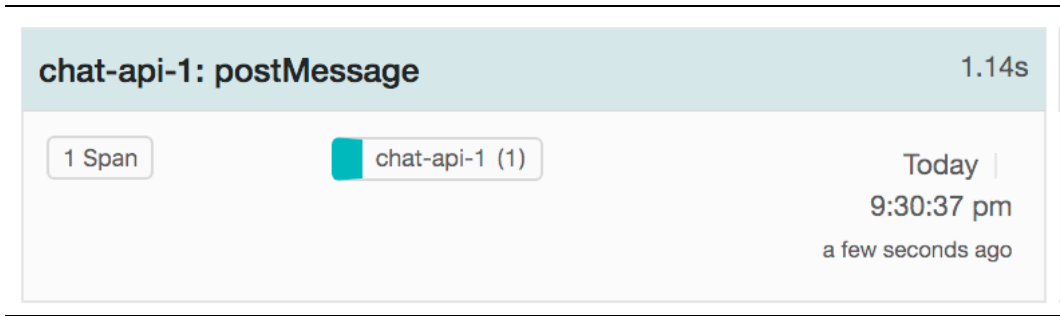 chat-api-1: postMessage 1.14s
1 Span chat-api-1 (1) Today
9:30:37 pm
a few seconds ago